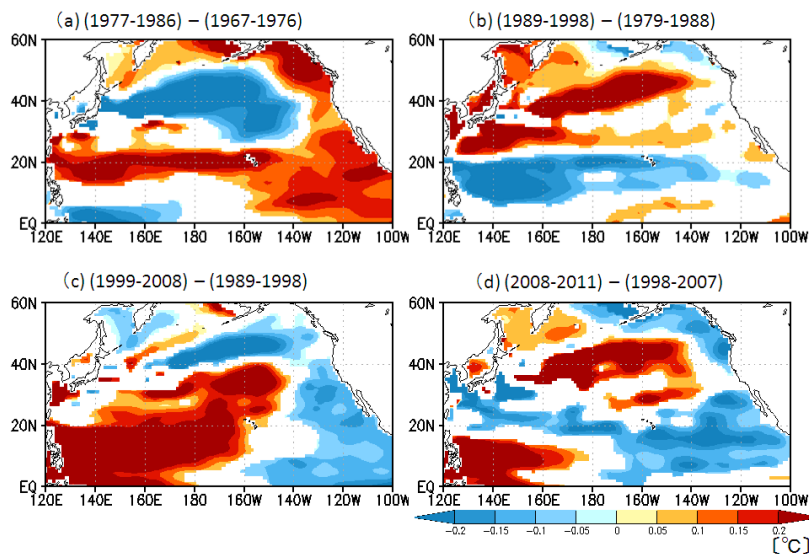 (a) (1977-1986) – (1967-1976)
(b) (1989-1998) – (1979-1988)
60N
40N
20N
EQ
120E 140E 160E 180 160W 140W 120W 100W
60N
40N
20N
EQ
120E 140E 160E 180 160W 140W 120W 100W
(c) (1999-2008) – (1989-1998)
(d) (2008-2011) – (1998-2007)
60N
40N
20N
EQ
120E 140E 160E 180 160W 140W 120W 100W
60N
40N
20N
EQ
120E 140E 160E 180 160W 140W 120W 100W
-0.2 -0.15 -0.1 -0.05 0 0.05 0.1 0.15 0.2
[℃]